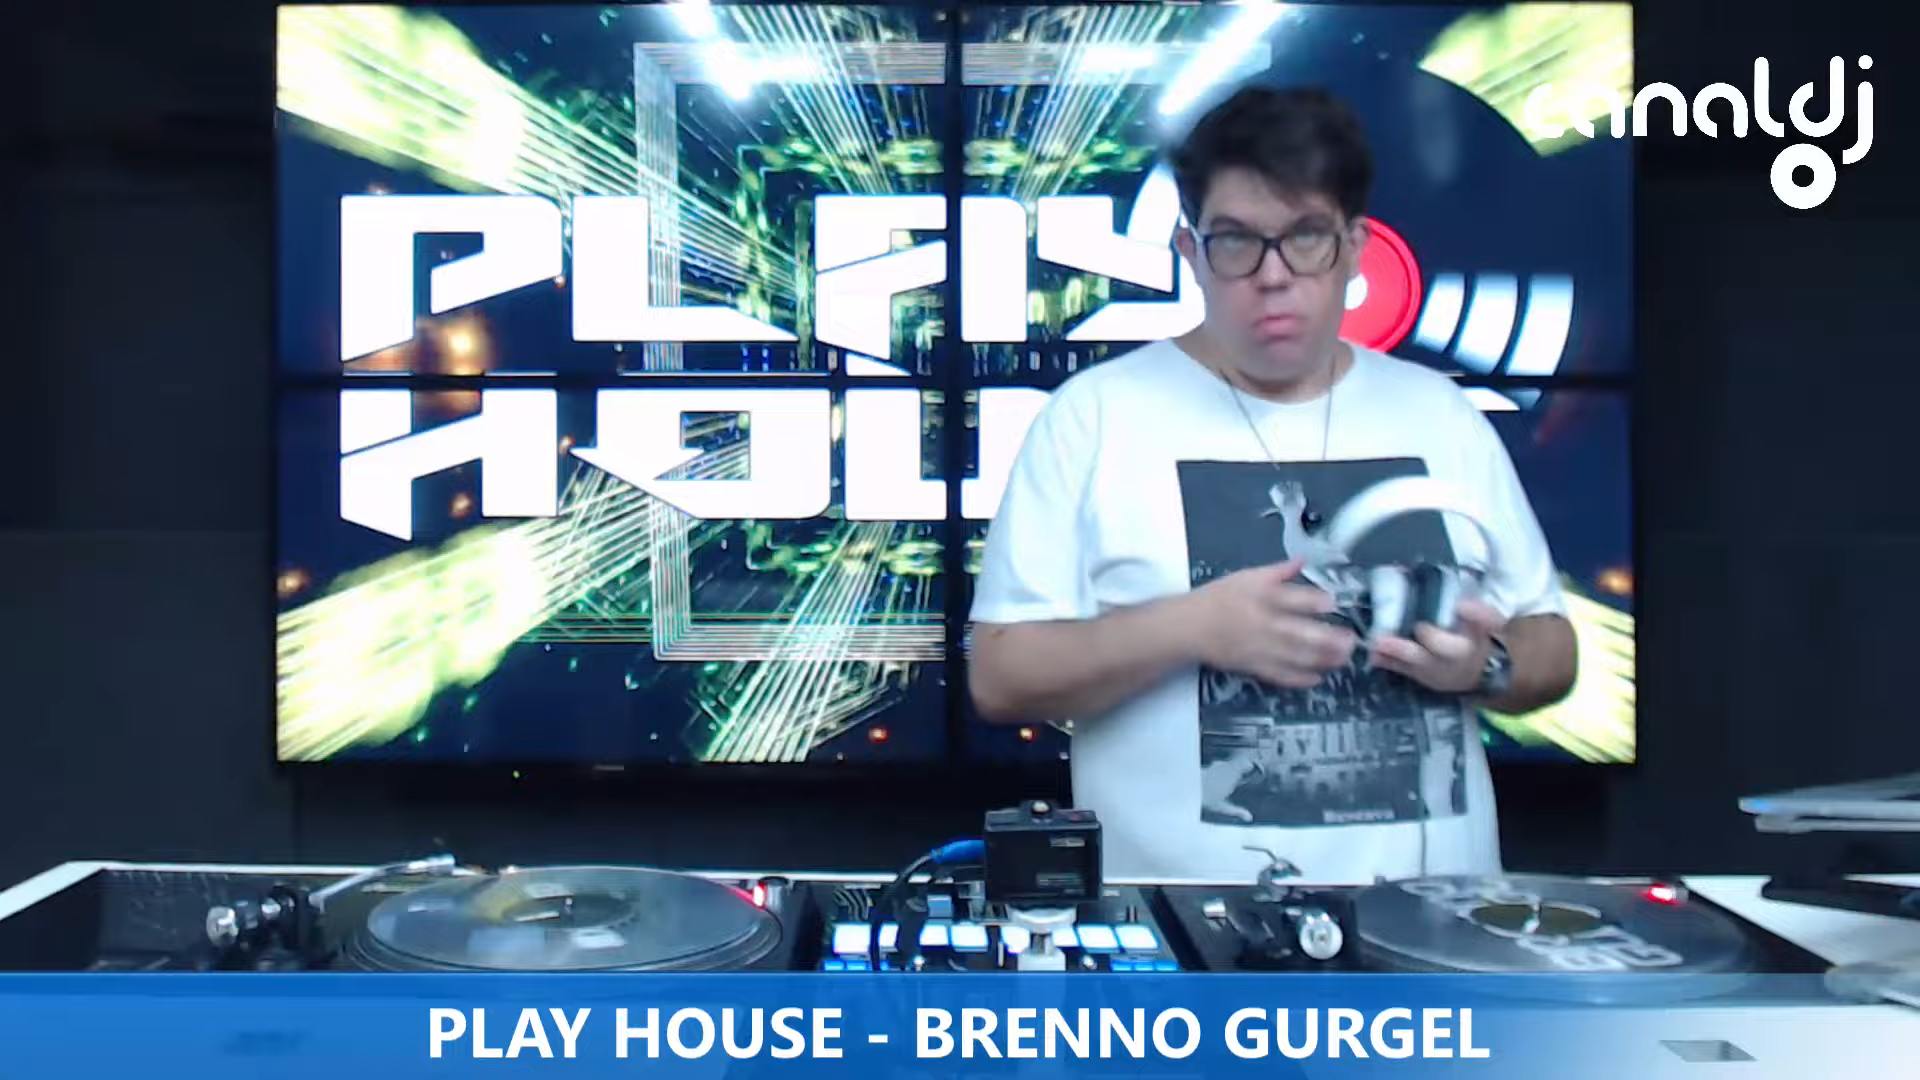 canaldj
PLAY
HOU
PLAY HOUSE - BRENNO GURGEL